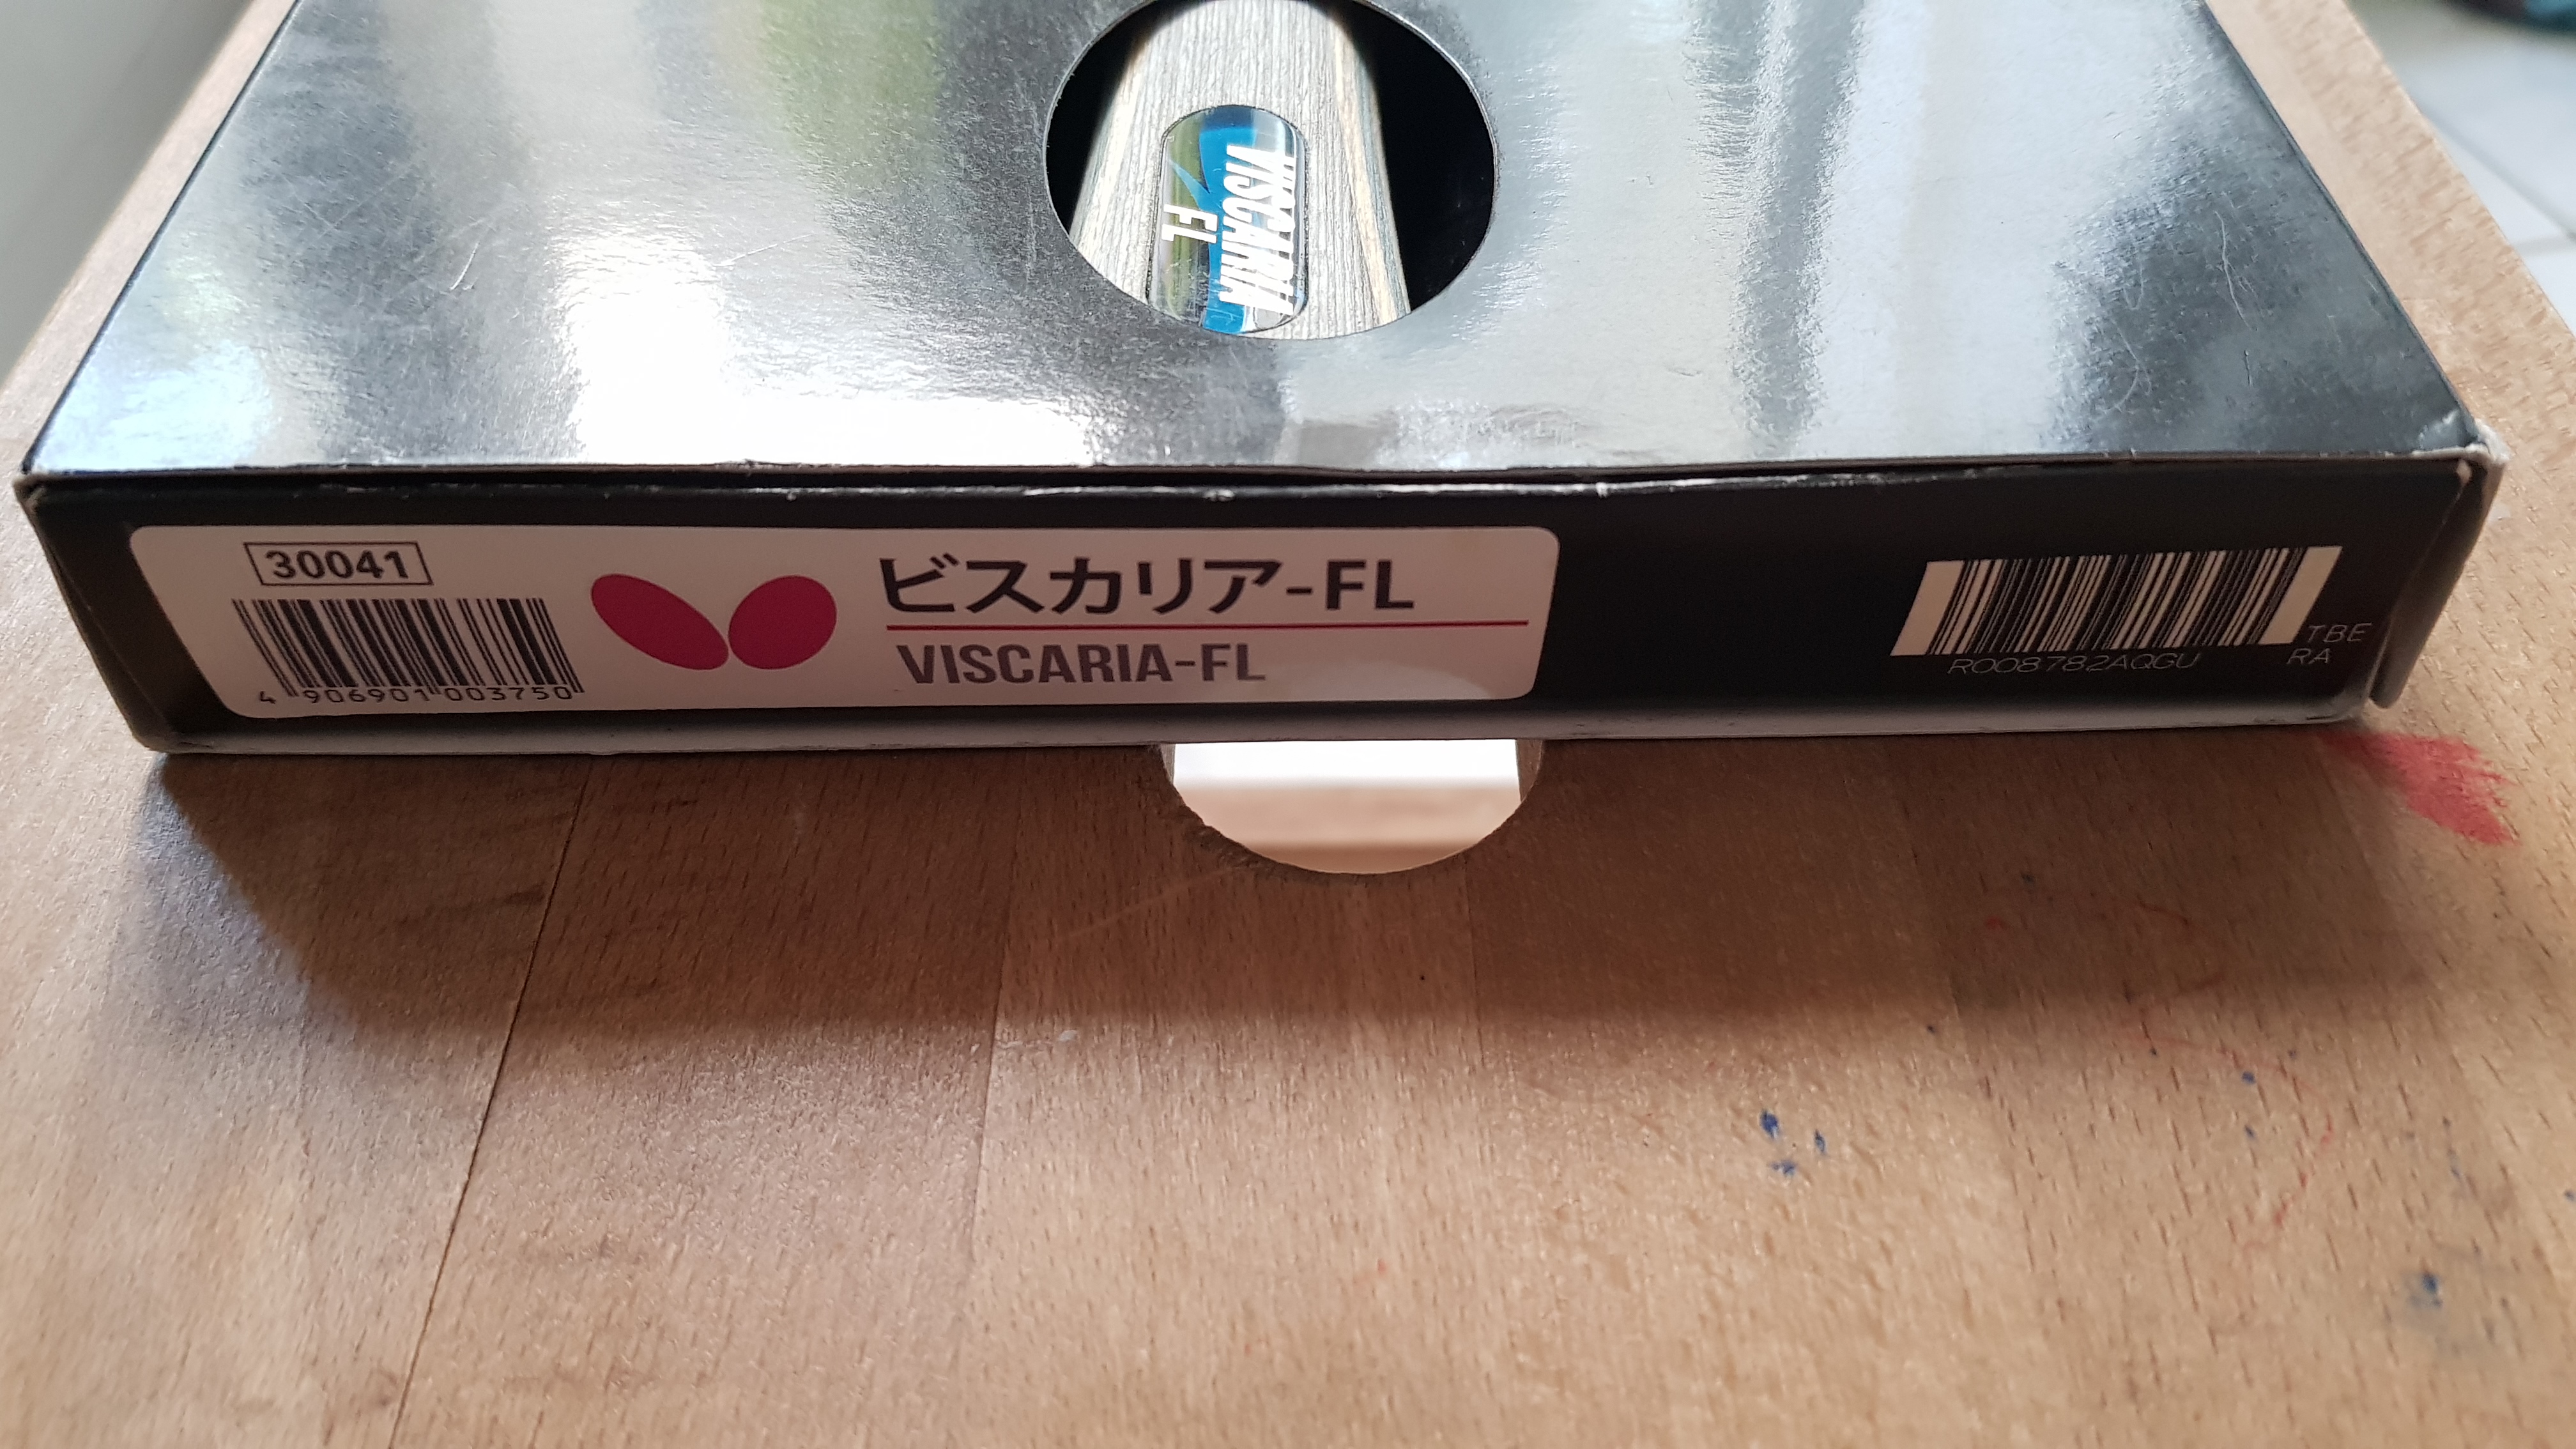 VISCARIA
FL
30041
4 906901 003750
ビスカリア-FL
VISCARIA-FL
R008782AQGU
TBE
RA